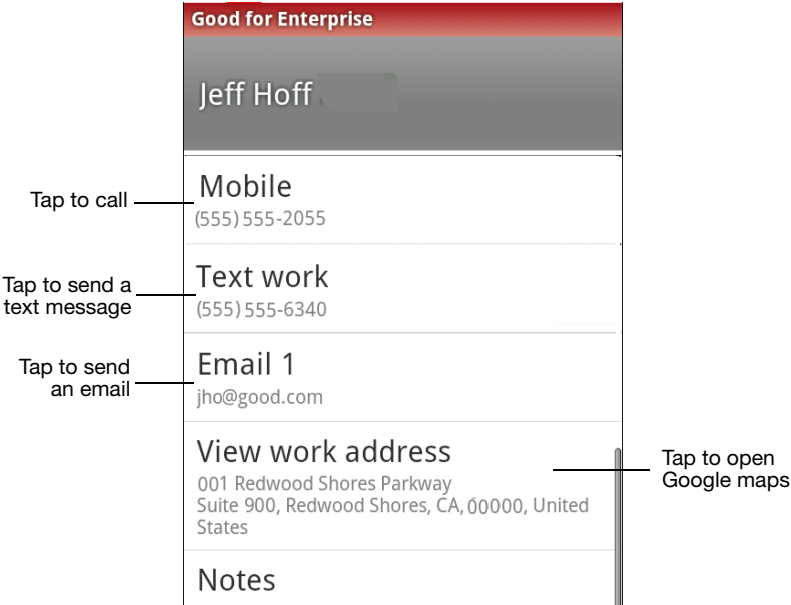 Good for Enterprise
Jeff Hoff
Tap to call
Mobile
(555) 555-2055
Tap to send a
text message
Text work
(555) 555-6340
Tap to send
an email
Email 1
jho@good.com
View work address
001 Redwood Shores Parkway
Suite 900, Redwood Shores, CA, 00000, United
States
Tap to open
Google maps
Notes